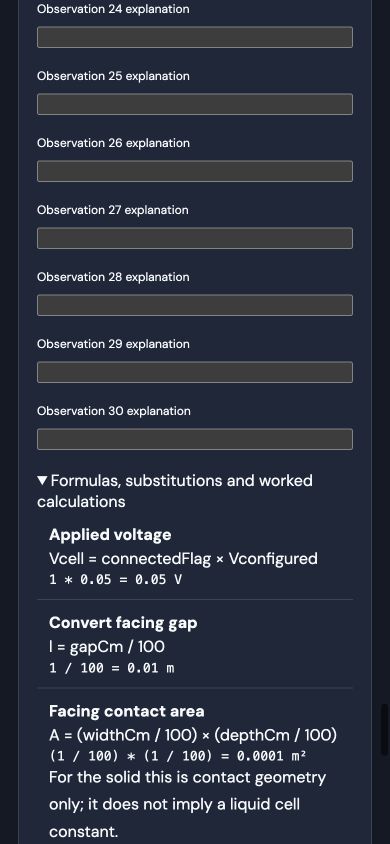 Observation 24 explanation
Observation 25 explanation
Observation 26 explanation
Observation 27 explanation
Observation 28 explanation
Observation 29 explanation
Observation 30 explanation
▼ Formulas, substitutions and worked
calculations
Applied voltage
Vcell = connectedFlag × Vconfigured
1 * 0.05 = 0.05 V
Convert facing gap
l = gapCm / 100
1 / 100 = 0.01 m
Facing contact area
A = (widthCm / 100) × (depthCm / 100)
(1 / 100) * (1 / 100) = 0.0001 m²
For the solid this is contact geometry
only; it does not imply a liquid cell
constant.